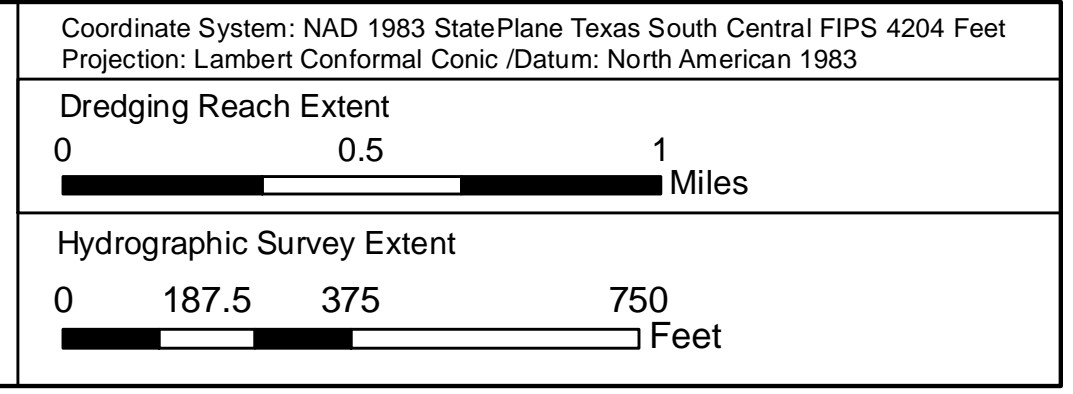 Coordinate System: NAD 1983 StatePlane Texas South Central FIPS 4204 Feet
Projection: Lambert Conformal Conic /Datum: North American 1983
Dredging Reach Extent
0 0.5 1
Miles
Hydrographic Survey Extent
0 187.5 375 750
Feet